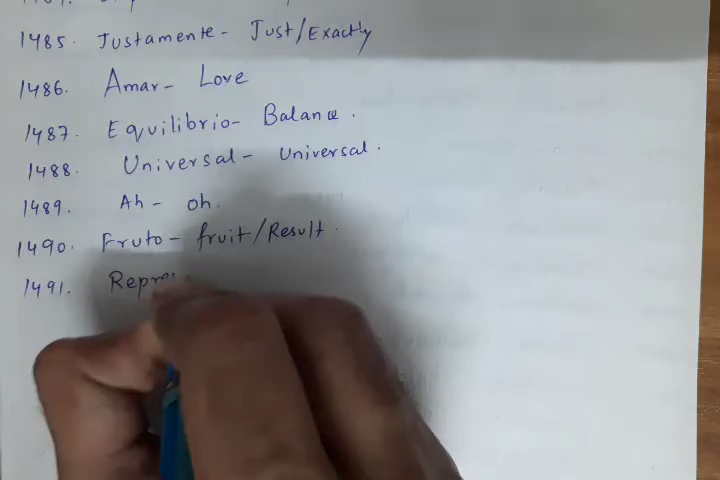 1485. Justamente - Just/Exactly
1486. Amar - Love
1487. Equilibrio - Balance.
1488. Universal - Universal.
1489. Ah - oh.
1490. Fruto - fruit/Result.
1491. Repre